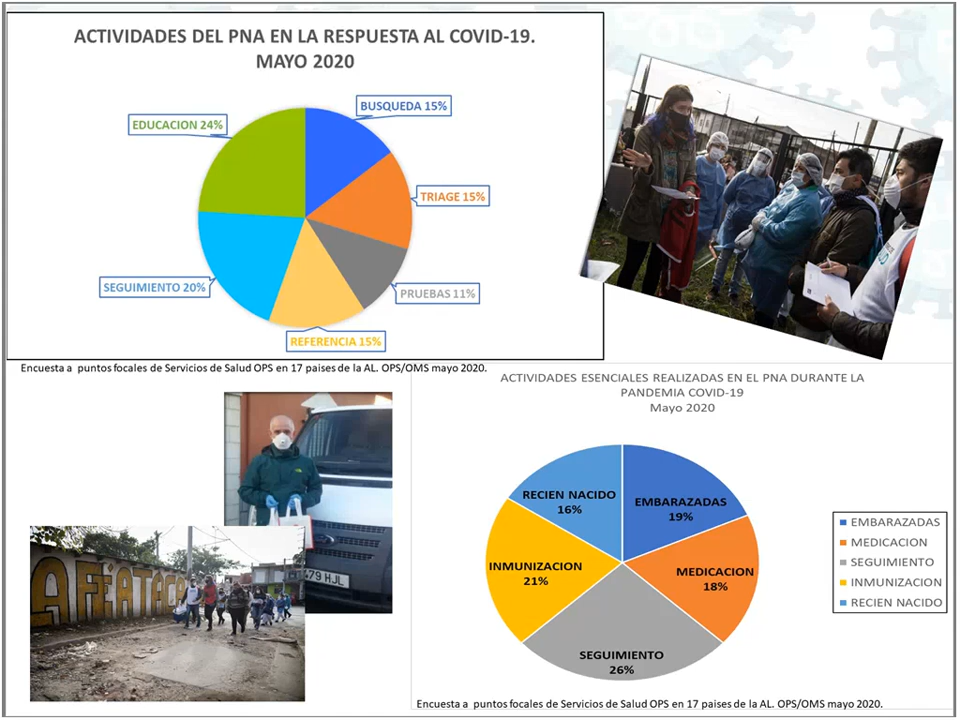 ACTIVIDADES DEL PNA EN LA RESPUESTA AL COVID-19.
MAYO 2020
BUSQUEDA 15%
EDUCACION 24%
TRIAGE 15%
SEGUIMIENTO 20%
PRUEBAS 11%
REFERENCIA 15%
Encuesta a puntos focales de Servicios de Salud OPS en 17 paises de la AL. OPS/OMS mayo 2020.
ACTIVIDADES ESENCIALES REALIZADAS EN EL PNA DURANTE LA
PANDEMIA COVID-19
Mayo 2020
RECIEN NACIDO
16%
EMBARAZADAS
19%
INMUNIZACION
21%
MEDICACION
18%
SEGUIMIENTO
26%
EMBARAZADAS
MEDICACION
SEGUIMIENTO
INMUNIZACION
RECIEN NACIDO
479 HJL
Encuesta a puntos focales de Servicios de Salud OPS en 17 paises de la AL. OPS/OMS mayo 2020.